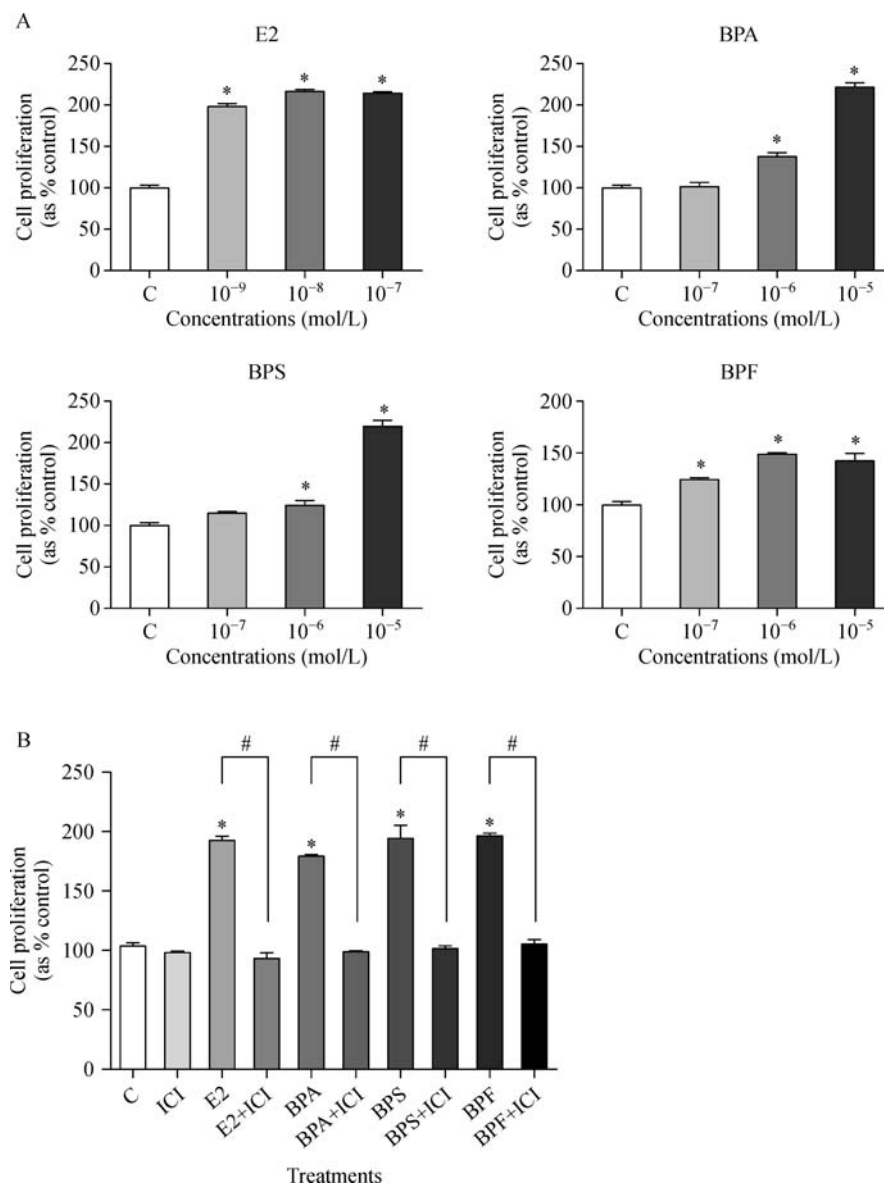 A
E2
Cell proliferation
(as % control)
250
200
150
100
50
0
*
*
*
C
10⁻⁹
10⁻⁸
10⁻⁷
Concentrations (mol/L)
BPA
Cell proliferation
(as % control)
250
200
150
100
50
0
*
*
C
10⁻⁷
10⁻⁶
10⁻⁵
Concentrations (mol/L)
BPS
Cell proliferation
(as % control)
250
200
150
100
50
0
*
*
C
10⁻⁷
10⁻⁶
10⁻⁵
Concentrations (mol/L)
BPF
Cell proliferation
(as % control)
200
150
100
50
0
*
*
*
C
10⁻⁷
10⁻⁶
10⁻⁵
Concentrations (mol/L)
B
Cell proliferation
(as % control)
250
200
150
100
50
0
#
#
#
#
*
*
*
*
C
ICI
E2
E2+ICI
BPA
BPA+ICI
BPS
BPS+ICI
BPF
BPF+ICI
Treatments